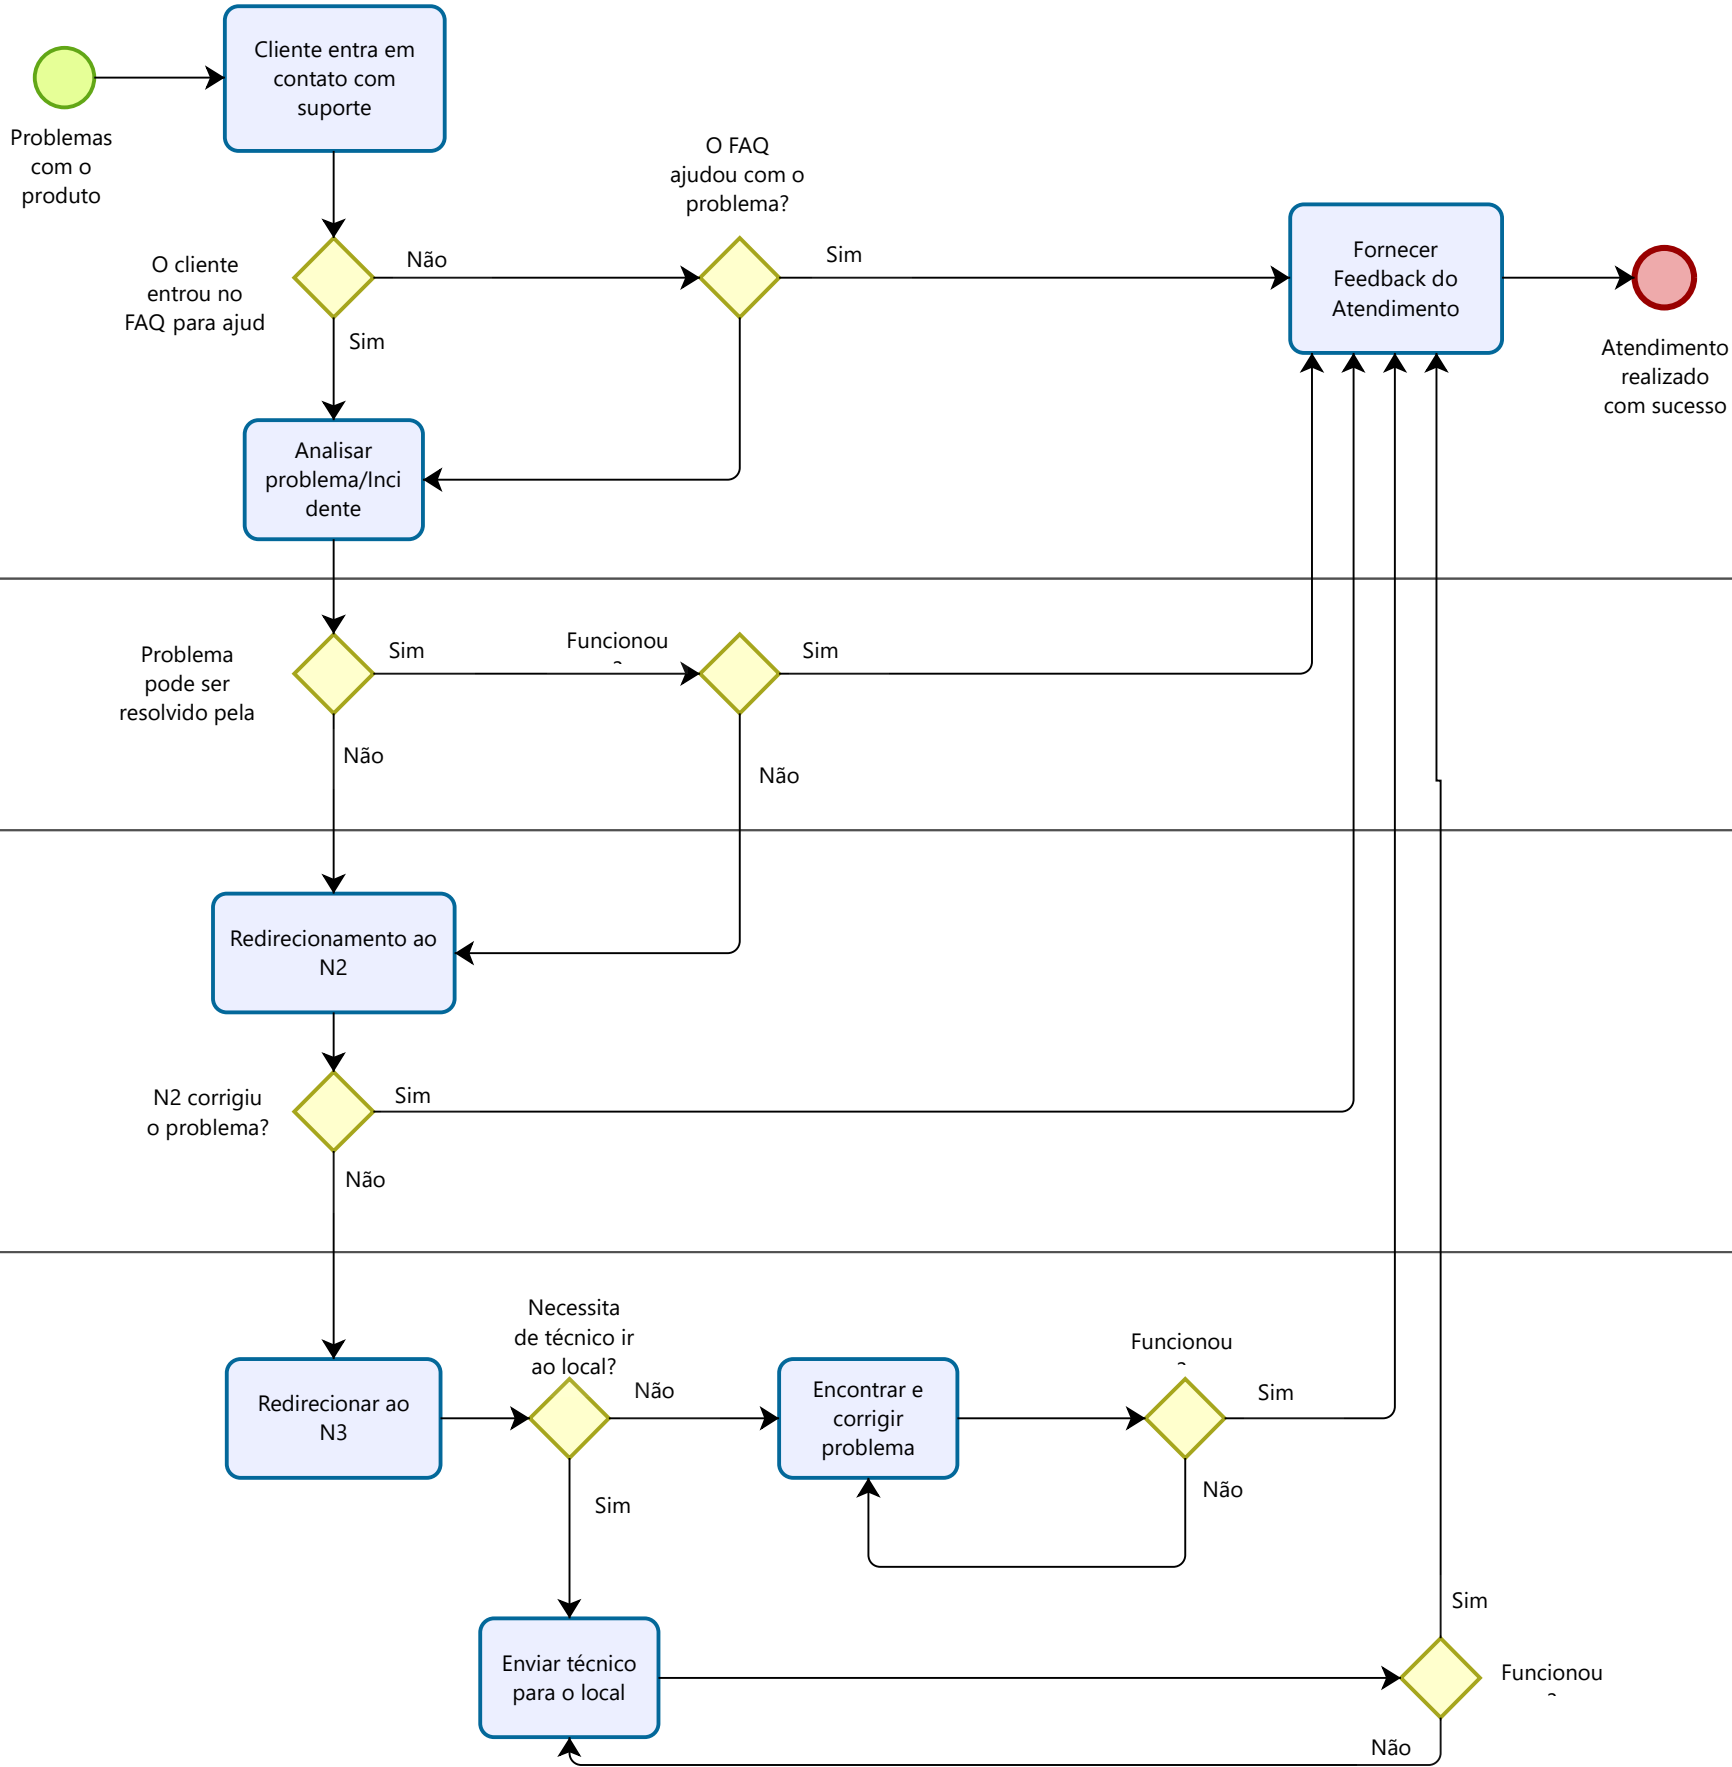 Cliente entra em
contato com
suporte
Problemas
com o
produto
O FAQ
ajudou com o
problema?
O cliente
entrou no
FAQ para ajud
Não
Sim
Sim
Fornecer
Feedback do
Atendimento
Atendimento
realizado
com sucesso
Analisar
problema/Inci
dente
Problema
pode ser
resolvido pela
Sim
Funcionou
Sim
Não
Não
Redirecionamento ao
N2
N2 corrigiu
o problema?
Sim
Não
Necessita
de técnico ir
ao local?
Redirecionar ao
N3
Não
Encontrar e
corrigir
problema
Funcionou
Sim
Não
Sim
Enviar técnico
para o local
Sim
Funcionou
Não